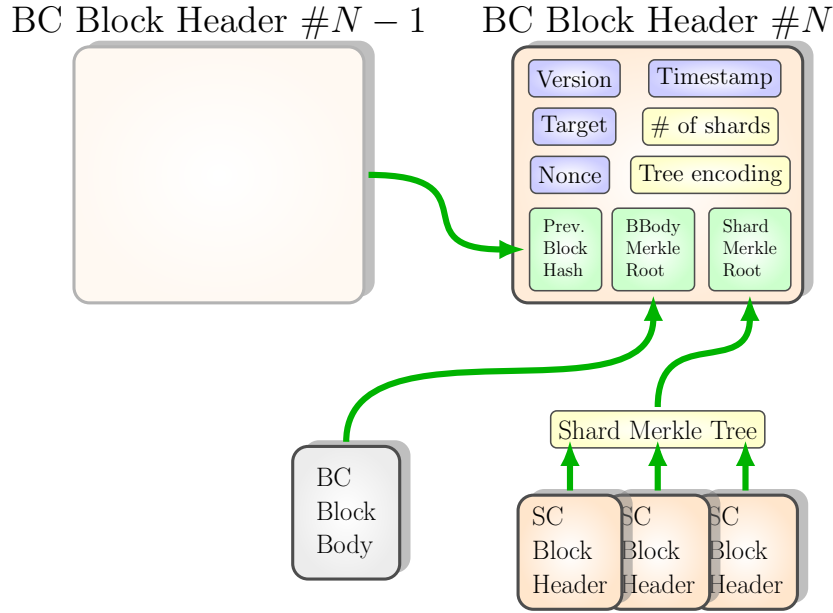 BC Block Header #N − 1
BC Block Header #N
Version
Timestamp
Target
# of shards
Nonce
Tree encoding
Prev.
Block
Hash
BBody
Merkle
Root
Shard
Merkle
Root
Shard Merkle Tree
BC
Block
Body
SC
Block
Header
SC
Block
Header
SC
Block
Header